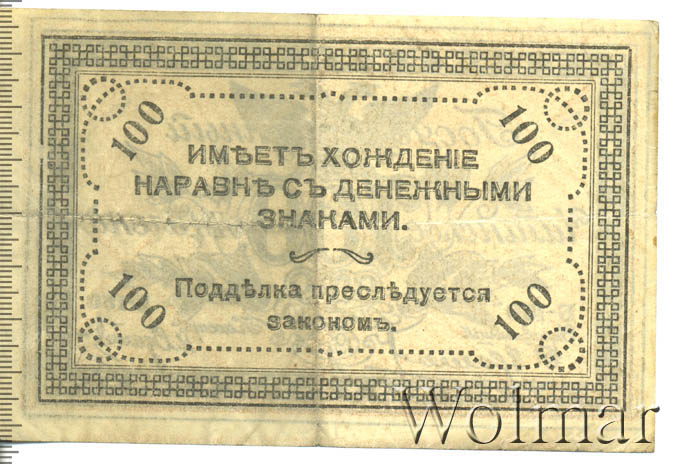 100 100
ИМѢЕТЪ ХОЖДЕНІЕ
НАРАВНѢ СЪ ДЕНЕЖНЫМИ
ЗНАКАМИ.
Поддѣлка преслѣдуется
закономъ.
100 100
Wolmar